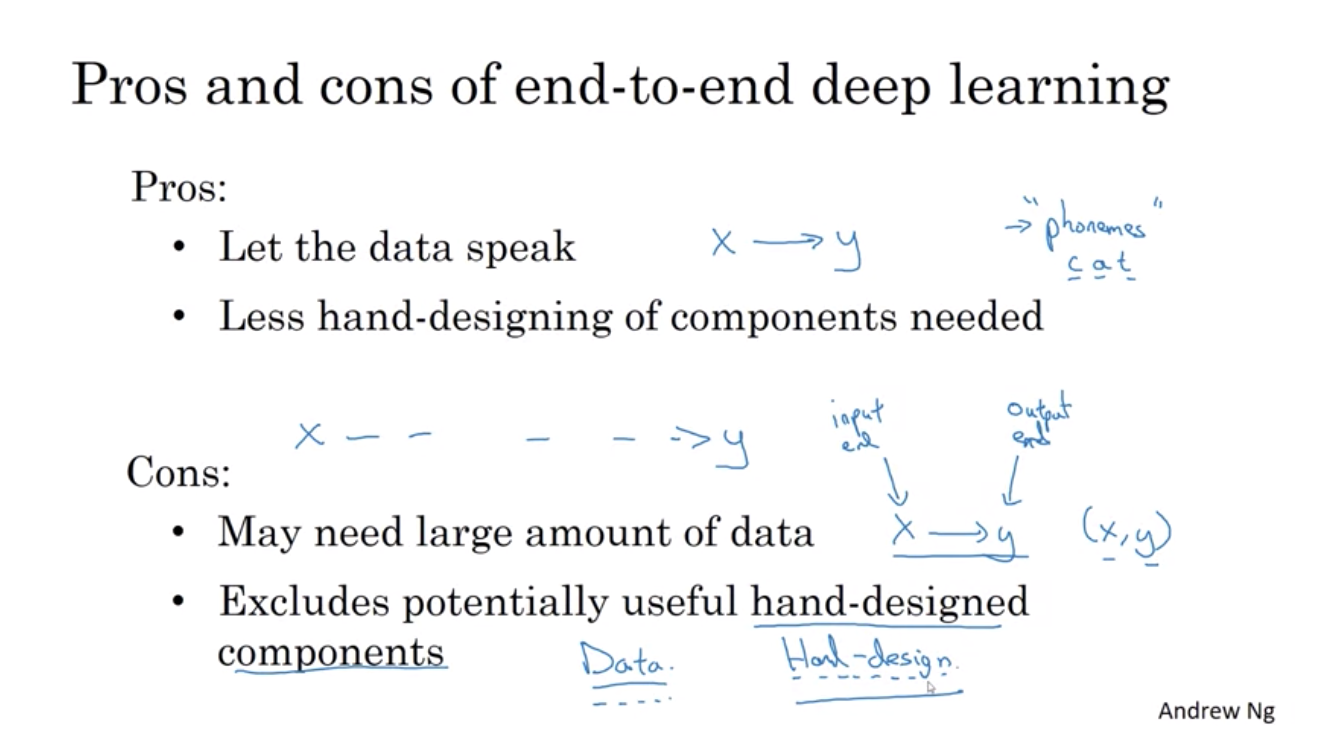 Pros and cons of end-to-end deep learning
Pros:
• Let the data speak
x → y
→ "phonemes"
c a t
• Less hand-designing of components needed
x - - - - -> y
input end
output end
Cons:
• May need large amount of data
x → y
(x, y)
• Excludes potentially useful hand-designed
components
Data.
Hand-design.
Andrew Ng